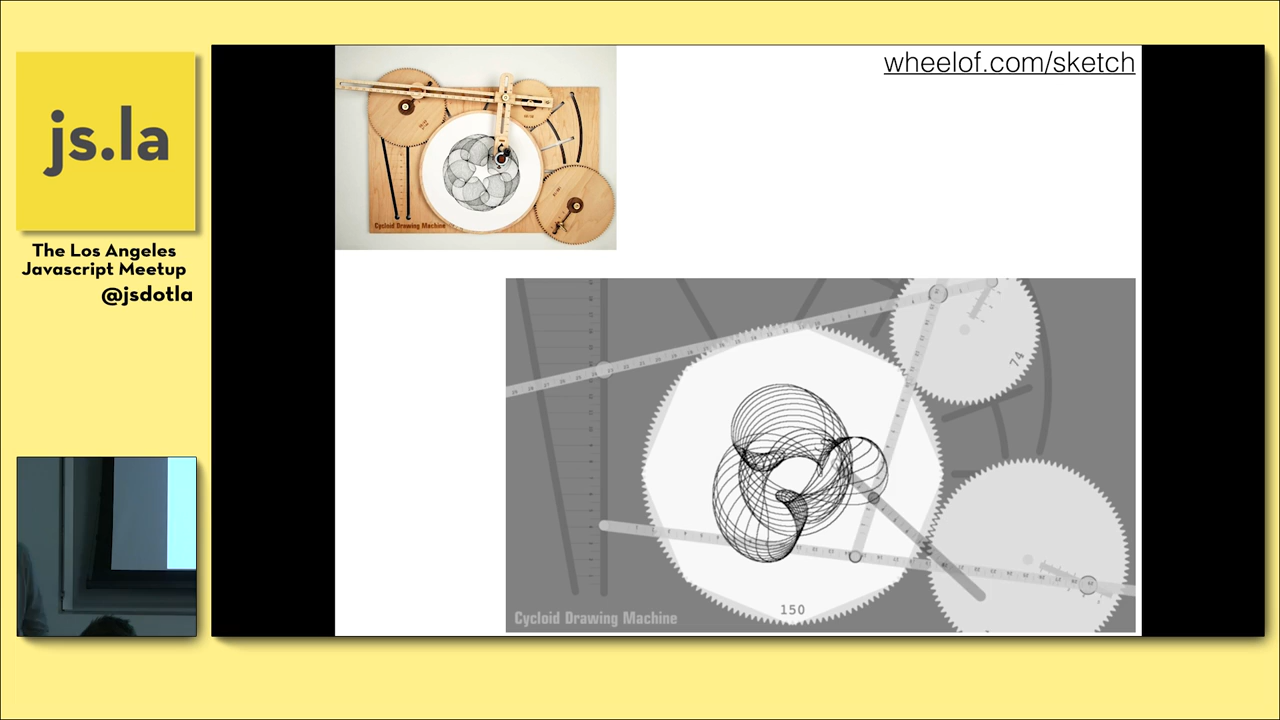 js.la
The Los Angeles
Javascript Meetup
@jsdotla
wheelof.com/sketch
Cycloid Drawing Machine
74
150
Cycloid Drawing Machine